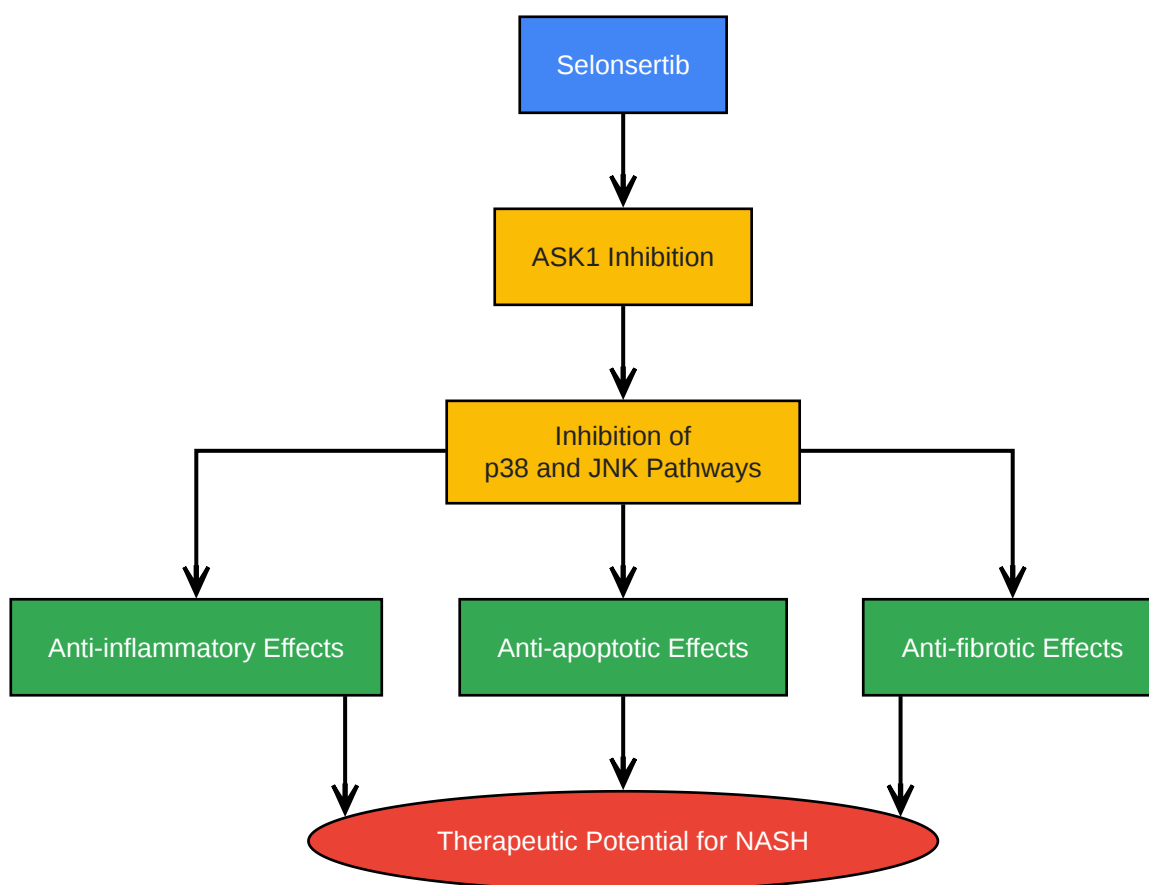 Selonsertib
ASK1 Inhibition
Inhibition of
p38 and JNK Pathways
Anti-inflammatory Effects
Anti-apoptotic Effects
Anti-fibrotic Effects
Therapeutic Potential for NASH